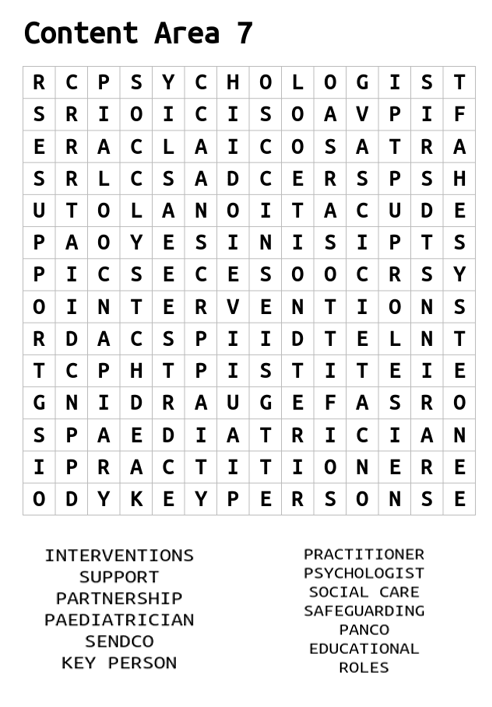 Content Area 7
R C P S Y C H O L O G I S T
S R I O I C I S O A V P I F
E R A C L A I C O S A T R A
S R L C S A D C E R S P S H
U T O L A N O I T A C U D E
P A O Y E S I N I S I P T S
P I C S E C E S O O C R S Y
O I N T E R V E N T I O N S
R D A C S P I I D T E L N T
T C P H T P I S T I T E I E
G N I D R A U G E F A S R O
S P A E D I A T R I C I A N
I P R A C T I T I O N E R E
O D Y K E Y P E R S O N S E
INTERVENTIONS
SUPPORT
PARTNERSHIP
PAEDIATRICIAN
SENDCO
KEY PERSON
PRACTITIONER
PSYCHOLOGIST
SOCIAL CARE
SAFEGUARDING
PANCO
EDUCATIONAL
ROLES